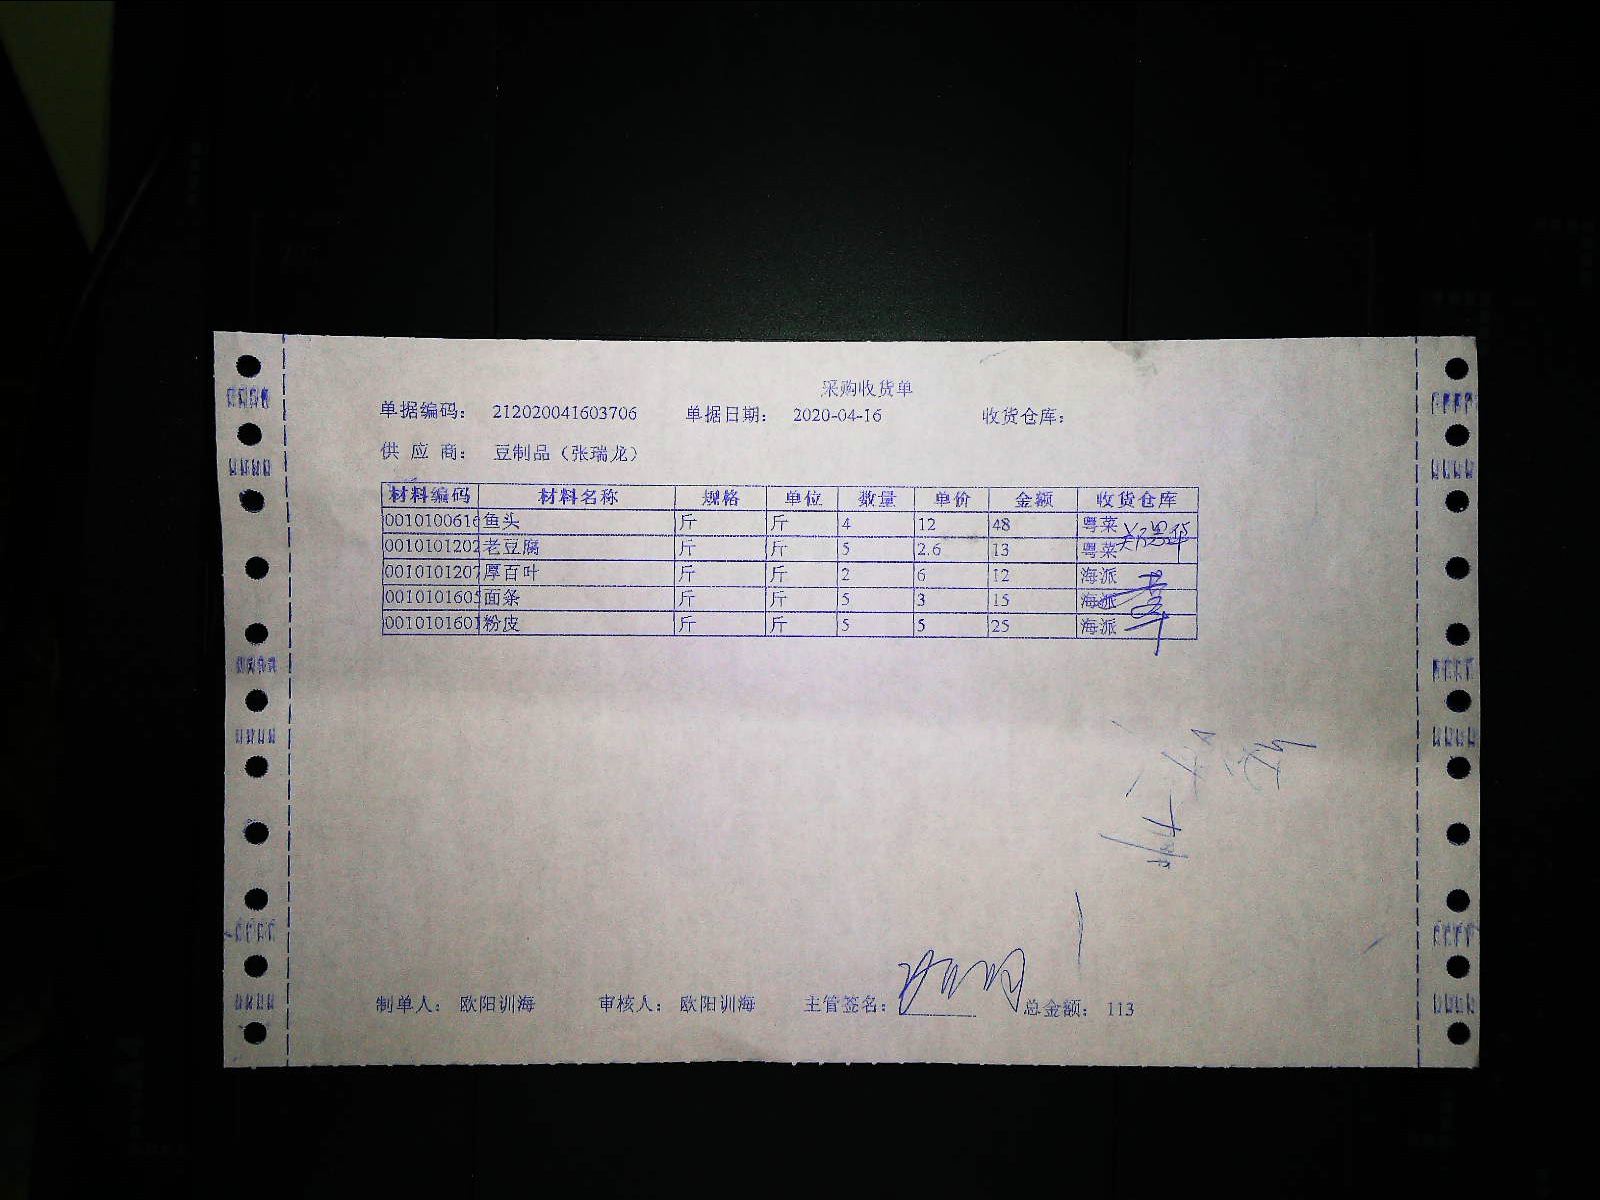 采购收货单
单据编码： 212020041603706 单据日期： 2020-04-16 收货仓库：
供 应 商： 豆制品（张瑞龙）
材料编码 材料名称 规格 单位 数量 单价 金额 收货仓库
0010100616 鱼头 斤 斤 4 12 48 粤菜
0010101202 老豆腐 斤 斤 5 2.6 13 粤菜
0010101207 厚百叶 斤 斤 2 6 12 海派
0010101605 面条 斤 斤 5 3 15 海派
0010101601 粉皮 斤 斤 5 5 25 海派
制单人： 欧阳训海 审核人： 欧阳训海 主管签名： 总金额： 113